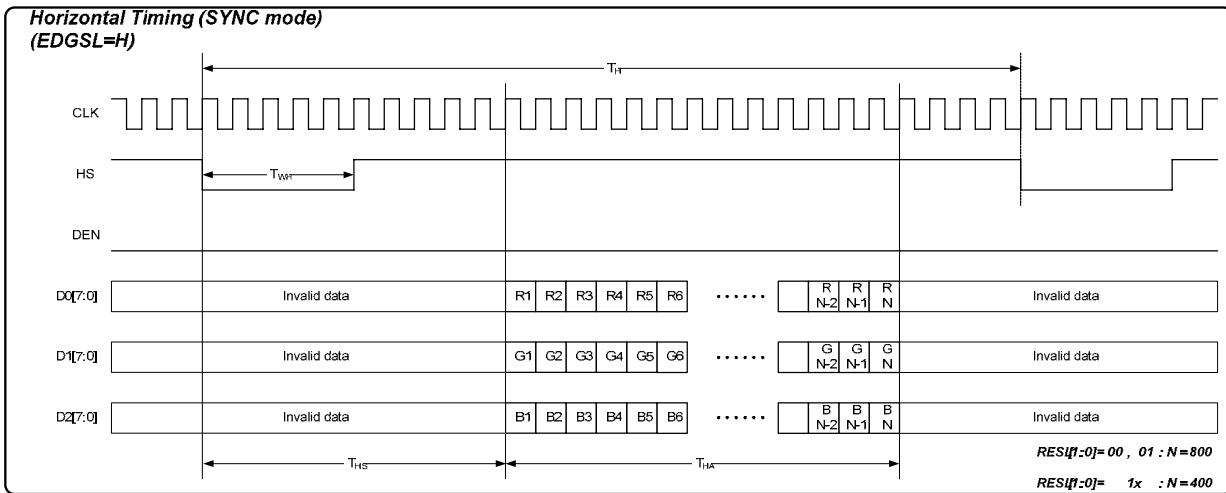 Horizontal Timing (SYNC mode)
(EDGSL=H)
TH
CLK
HS
TWH
DEN
D0[7:0] Invalid data R1 R2 R3 R4 R5 R6 ······ R N-2 R N-1 R N Invalid data
D1[7:0] Invalid data G1 G2 G3 G4 G5 G6 ······ G N-2 G N-1 G N Invalid data
D2[7:0] Invalid data B1 B2 B3 B4 B5 B6 ······ B N-2 B N-1 B N Invalid data
THS THA
RESL[1:0]= 00 , 01 : N = 800
RESL[1:0]= 1x : N = 400